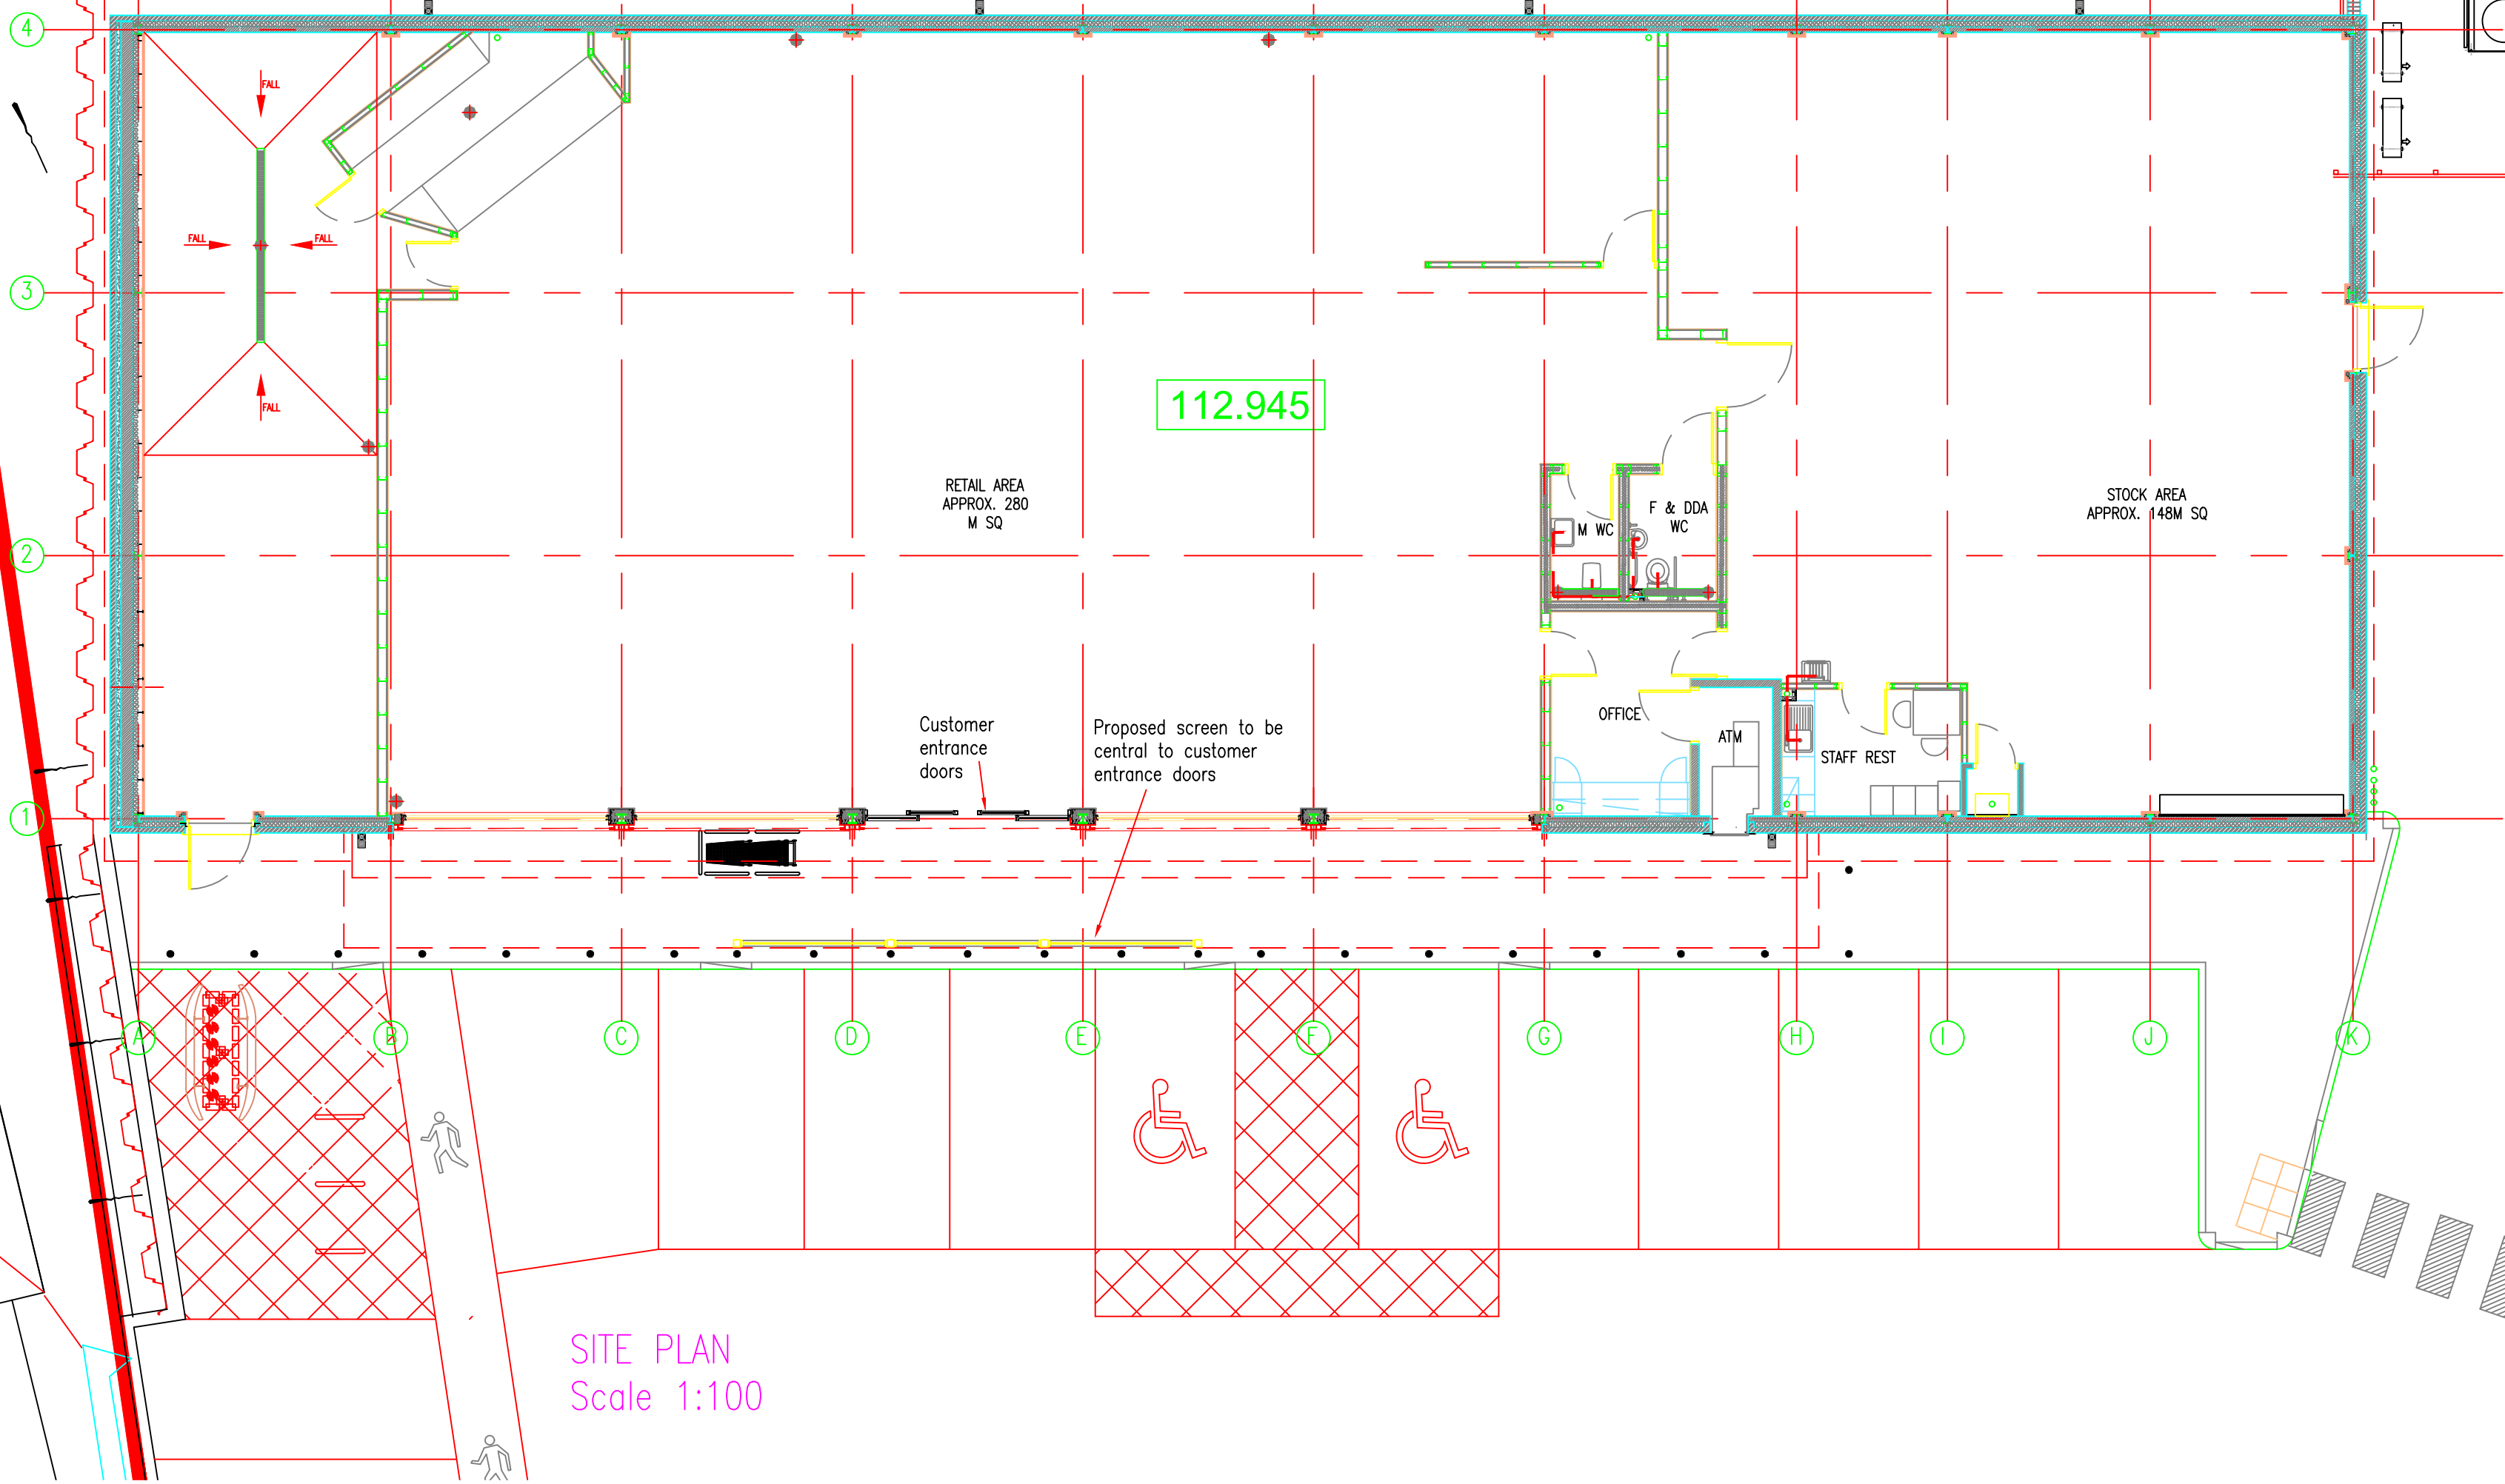 4
FALL
FALL
FALL
3
112.945
FALL
RETAIL AREA
APPROX. 280
M SQ
STOCK AREA
APPROX. 148M SQ
F & DDA
WC
M WC
2
OFFICE
ATM
STAFF REST
Customer
entrance
doors
Proposed screen to be
central to customer
entrance doors
1
A
B
C
D
E
F
G
H
I
J
K
SITE PLAN
Scale 1:100